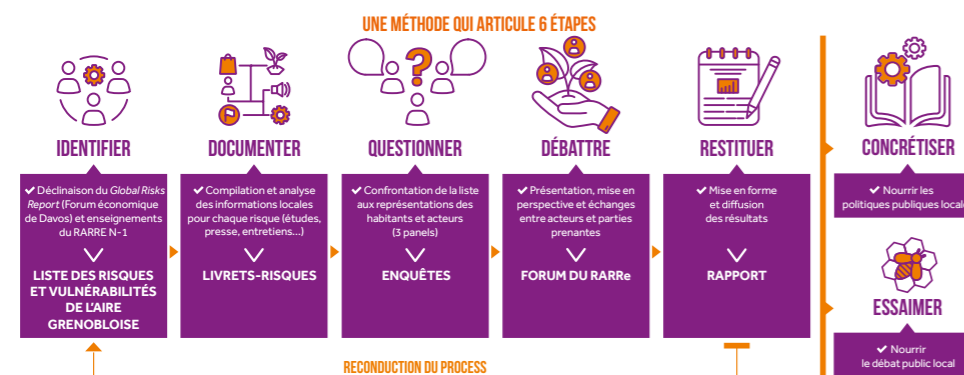 UNE MÉTHODE QUI ARTICULE 6 ÉTAPES
IDENTIFIER
✓ Déclinaison du Global Risks
Report (Forum économique
de Davos) et enseignements
du RARRE N-1
LISTE DES RISQUES
ET VULNÉRABILITÉS
DE L'AIRE
GRENOBLOISE
DOCUMENTER
✓ Compilation et analyse
des informations locales
pour chaque risque (études,
presse, entretiens...)
LIVRETS-RISQUES
QUESTIONNER
✓ Confrontation de la liste
aux représentations des
habitants et acteurs
(3 panels)
ENQUÊTES
DÉBATTRE
✓ Présentation, mise en
perspective et échanges
entre acteurs et parties
prenantes
FORUM DU RARRe
RESTITUER
✓ Mise en forme
et diffusion
des résultats
RAPPORT
CONCRÉTISER
✓ Nourrir les
politiques publiques locale
ESSAIMER
✓ Nourrir
le débat public local
RECONDUCTION DU PROCESS